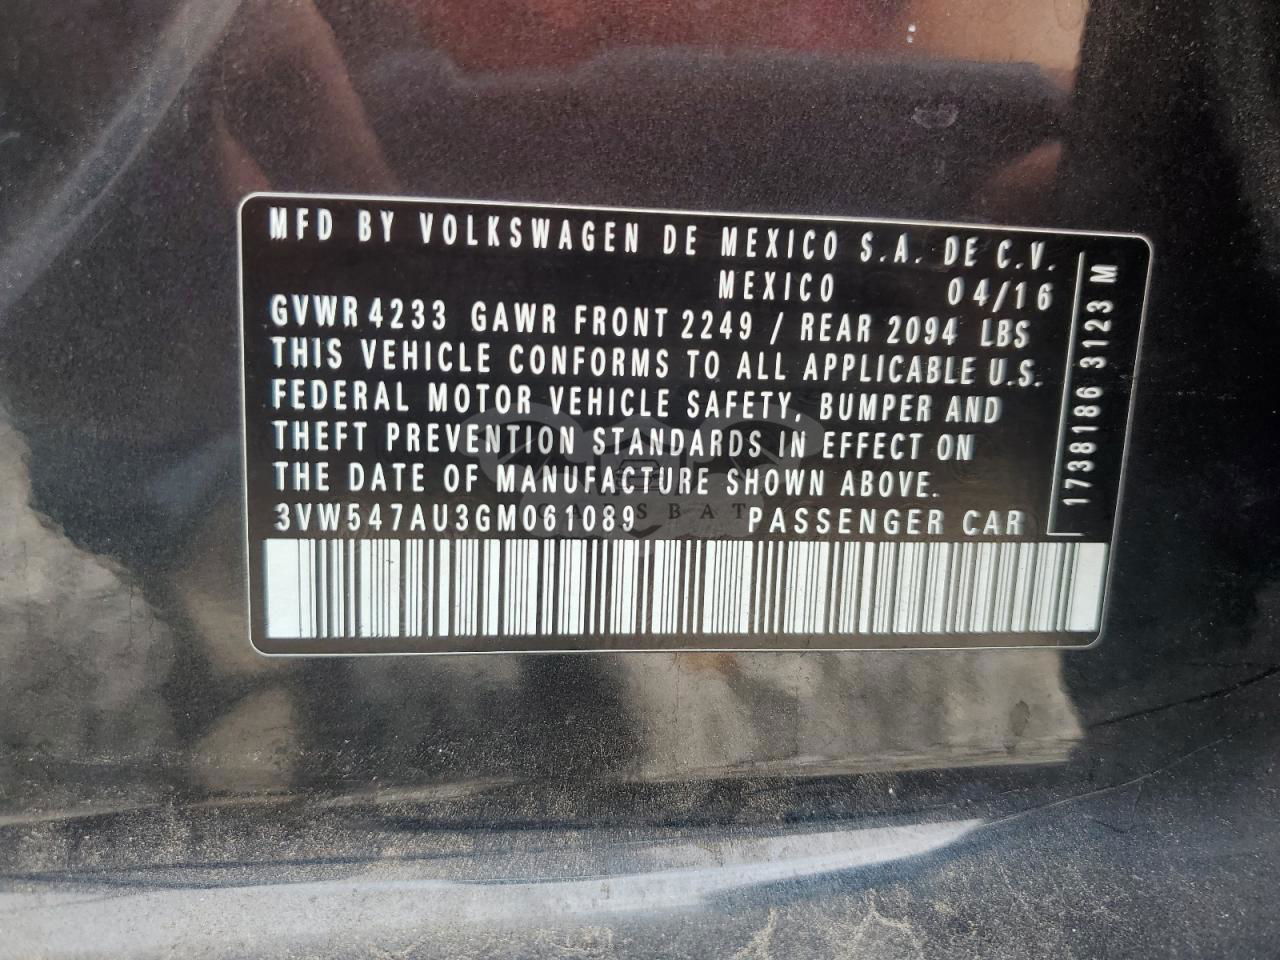 MFD BY VOLKSWAGEN DE MEXICO S.A. DE C.V.
MEXICO 04/16
GVWR 4233 GAWR FRONT 2249 / REAR 2094 LBS
THIS VEHICLE CONFORMS TO ALL APPLICABLE U.S.
FEDERAL MOTOR VEHICLE SAFETY, BUMPER AND
THEFT PREVENTION STANDARDS IN EFFECT ON
THE DATE OF MANUFACTURE SHOWN ABOVE.
3VW547AU3GM061089 PASSENGER CAR
1738186 3123 M
CARSBAT